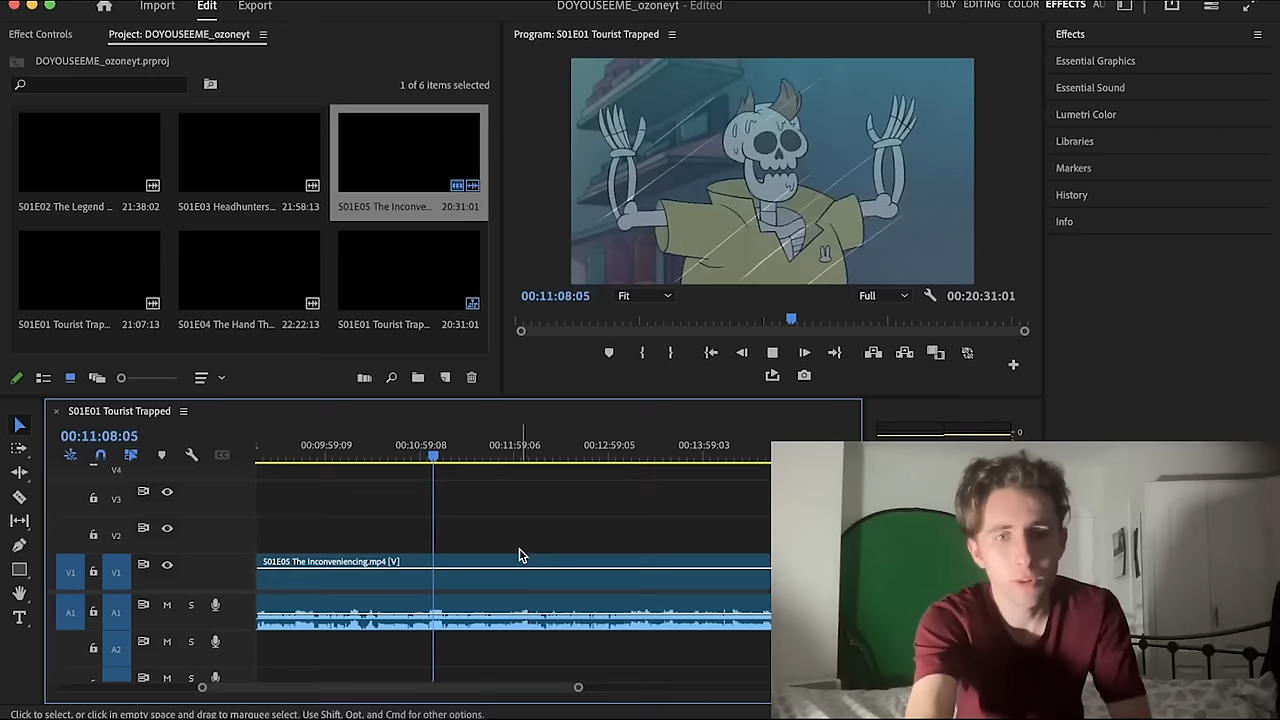 Import
Edit
Export
DOYOUSEEME_ozoneyt - Edited
BLY
EDITING
COLOR
EFFECTS
AU
Effect Controls
Project: DOYOUSEEME_ozoneyt
DOYOUSEEME_ozoneyt.prproj
1 of 6 items selected
S01E02 The Legend ...
21:38:02
S01E03 Headhunters...
21:58:13
S01E05 The Inconve...
20:31:01
S01E01 Tourist Trap...
21:07:13
S01E04 The Hand Th...
22:22:13
S01E01 Tourist Trap...
20:31:01
Program: S01E01 Tourist Trapped
00:11:08:05
Fit
Full
00:20:31:01
Effects
Essential Graphics
Essential Sound
Lumetri Color
Libraries
Markers
History
Info
S01E01 Tourist Trapped
00:11:08:05
00:09:59:09
00:10:59:08
00:11:59:06
00:12:59:05
00:13:59:03
0
V4
V3
V2
V1
V1
S01E05 The Inconveniencing.mp4 [V]
A1
A1
M
S
A2
M
S
M
S
Click to select, or click in empty space and drag to marquee select. Use Shift, Opt, and Cmd for other options.